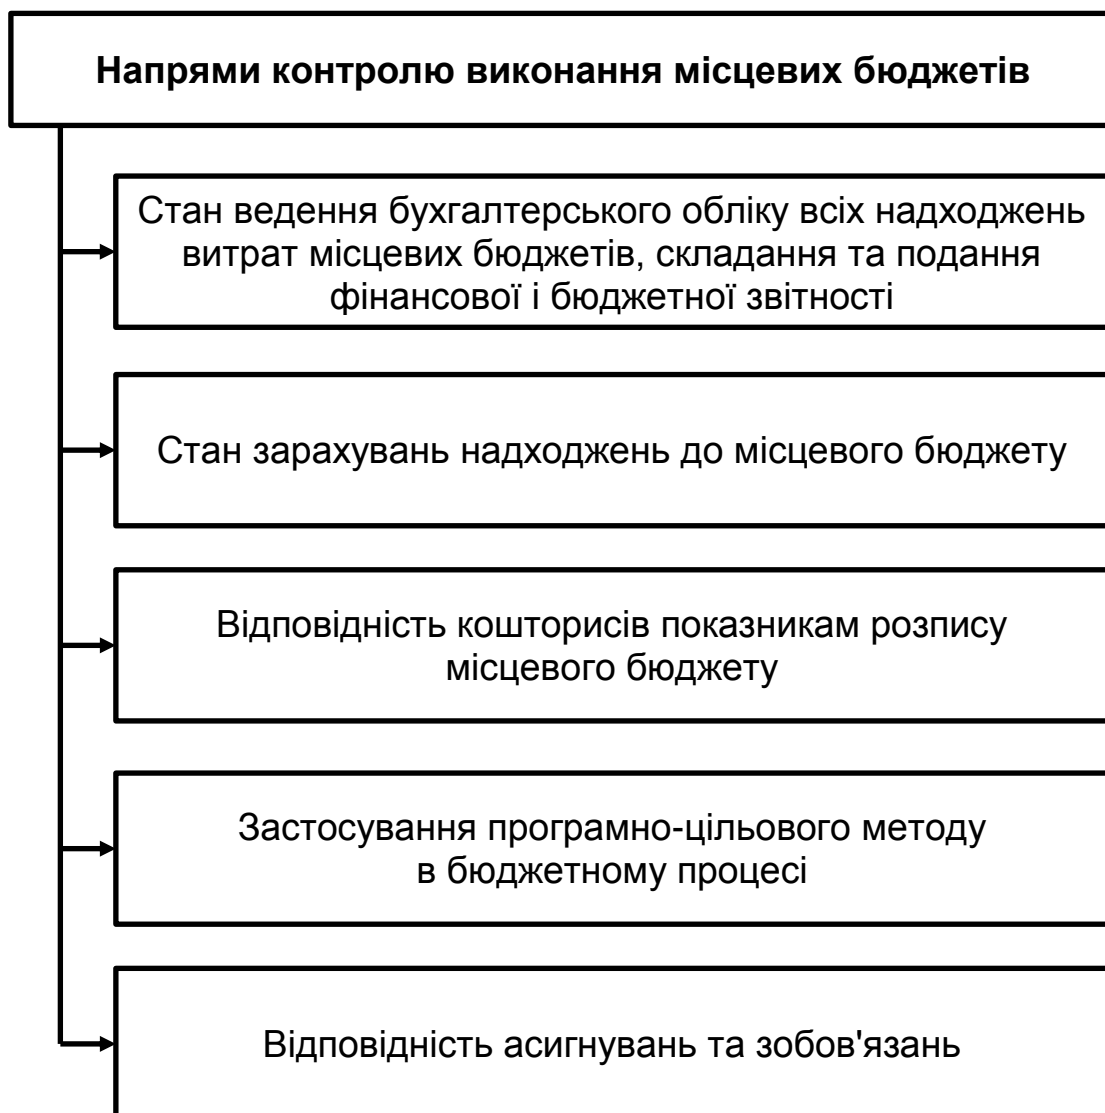 Напрями контролю виконання місцевих бюджетів
Стан ведення бухгалтерського обліку всіх надходжень
витрат місцевих бюджетів, складання та подання
фінансової і бюджетної звітності
Стан зарахувань надходжень до місцевого бюджету
Відповідність кошторисів показникам розпису
місцевого бюджету
Застосування програмно-цільового методу
в бюджетному процесі
Відповідність асигнувань та зобов'язань